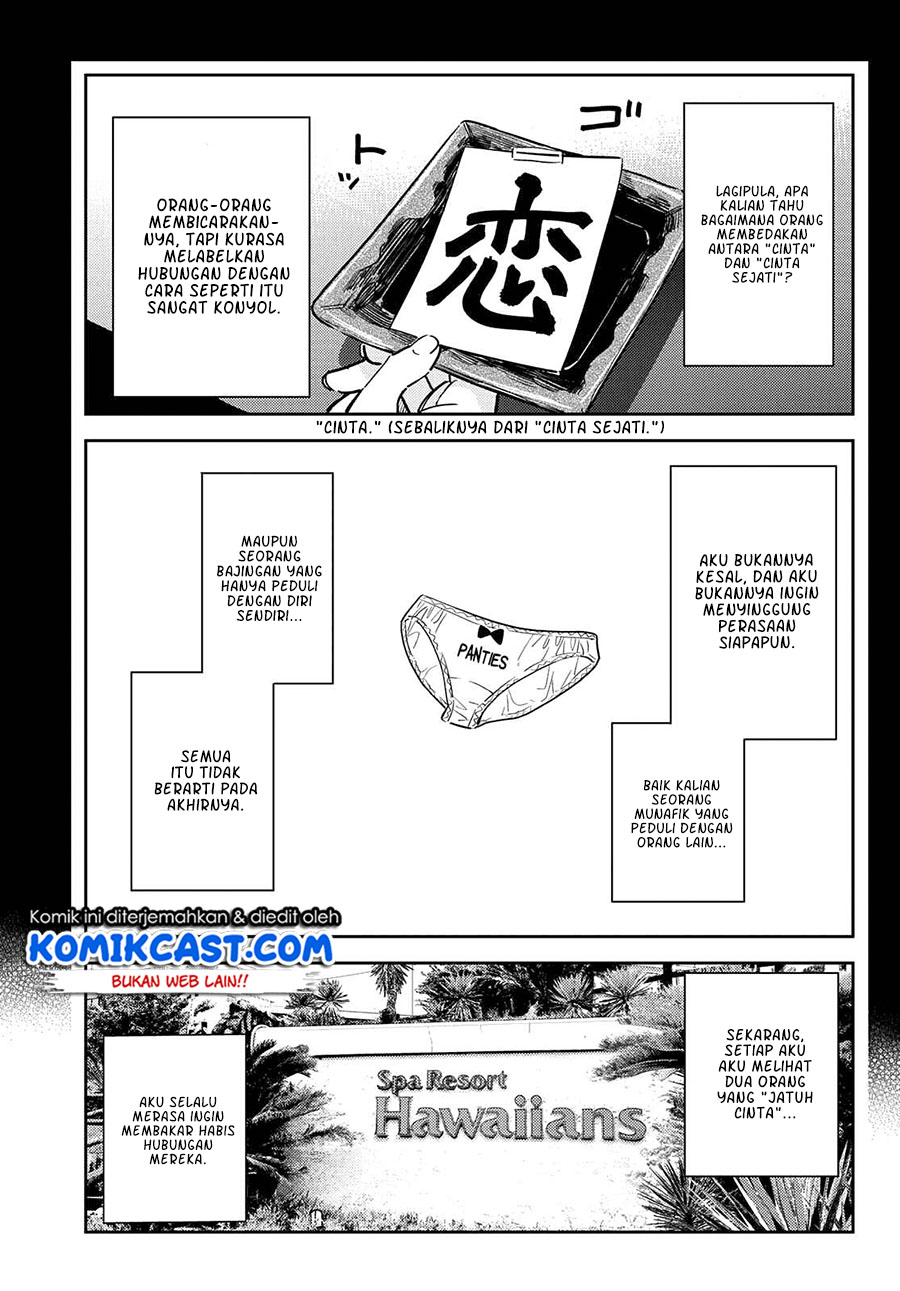 LAGIPULA, APA
KALIAN TAHU
BAGAIMANA ORANG
MEMBEDAKAN
ANTARA "CINTA"
DAN "CINTA
SEJATI"?
ゴ
トッ
恋
ORANG-ORANG
MEMBICARAKAN-
NYA, TAPI KURASA
MELABELKAN
HUBUNGAN DENGAN
CARA SEPERTI ITU
SANGAT KONYOL.
"CINTA." (SEBALIKNYA DARI "CINTA SEJATI.")
AKU BUKANNYA
KESAL, DAN AKU
BUKANNYA INGIN
MENYINGGUNG
PERASAAN
SIAPAPUN.
BAIK KALIAN
SEORANG
MUNAFIK YANG
PEDULI DENGAN
ORANG LAIN...
PANTIES
MAUPUN
SEORANG
BAJINGAN YANG
HANYA PEDULI
DENGAN DIRI
SENDIRI...
SEMUA
ITU TIDAK
BERARTI PADA
AKHIRNYA.
Komik ini diterjemahkan & diedit oleh
KOMIKCAST.COM
BUKAN WEB LAIN!!
SEKARANG,
SETIAP AKU
AKU MELIHAT
DUA ORANG
YANG "JATUH
CINTA"...
Spa Resort
Hawaiians
AKU SELALU
MERASA INGIN
MEMBAKAR HABIS
HUBUNGAN
MEREKA.